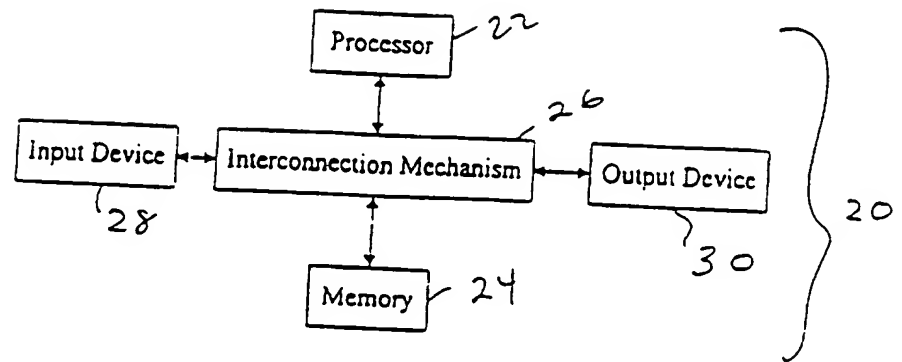 Processor
22
26
Input Device
Interconnection Mechanism
Output Device
28
30
20
Memory
24